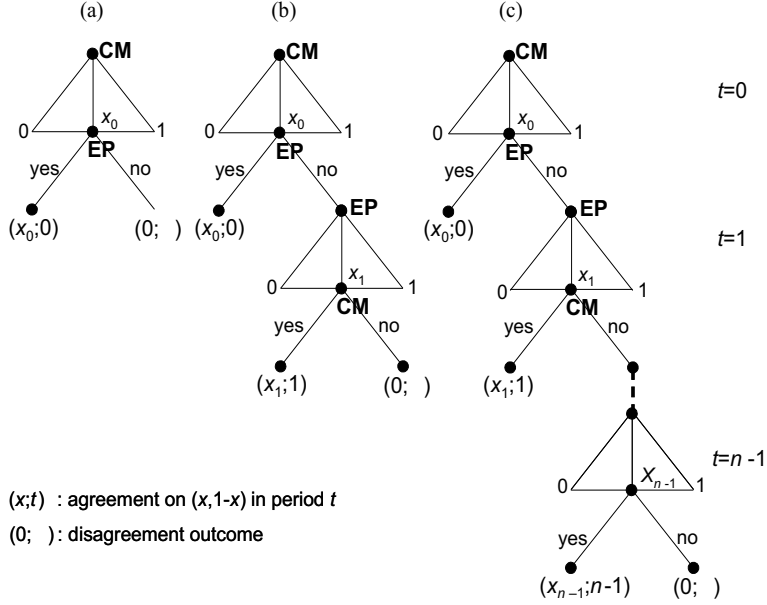 (a) (b) (c)
CM CM CM
t=0
0 x0 1 0 x0 1 0 x0 1
EP EP EP
yes no yes no yes no
(x0;0) (0; ) (x0;0) EP (x0;0) EP
t=1
0 x1 1 0 x1 1
CM CM
yes no yes no
(x1;1) (0; ) (x1;1)
t=n-1
0 Xn-1 1
(x;t) : agreement on (x,1-x) in period t
yes no
(0; ) : disagreement outcome
(xn-1;n-1) (0; )